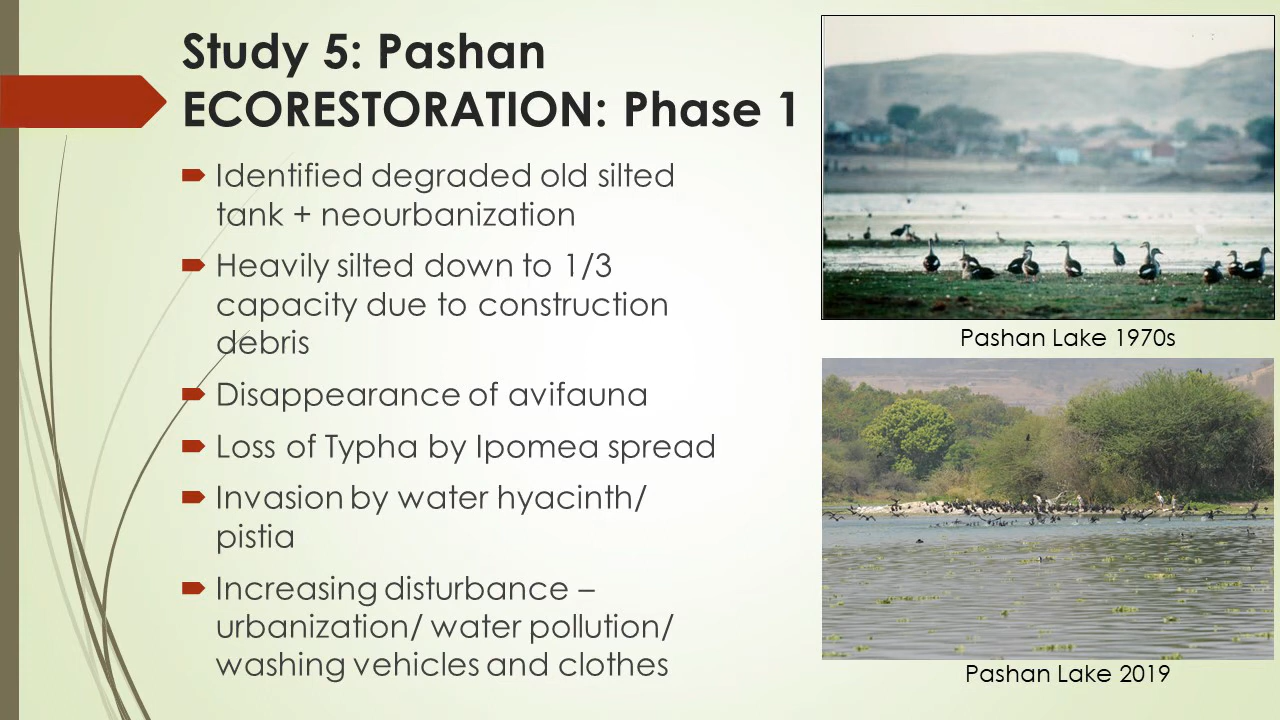 Study 5: Pashan
ECORESTORATION: Phase 1
Identified degraded old silted
tank + neourbanization
Heavily silted down to 1/3
capacity due to construction
debris
Disappearance of avifauna
Loss of Typha by Ipomea spread
Invasion by water hyacinth/
pistia
Increasing disturbance –
urbanization/ water pollution/
washing vehicles and clothes
Pashan Lake 1970s
Pashan Lake 2019